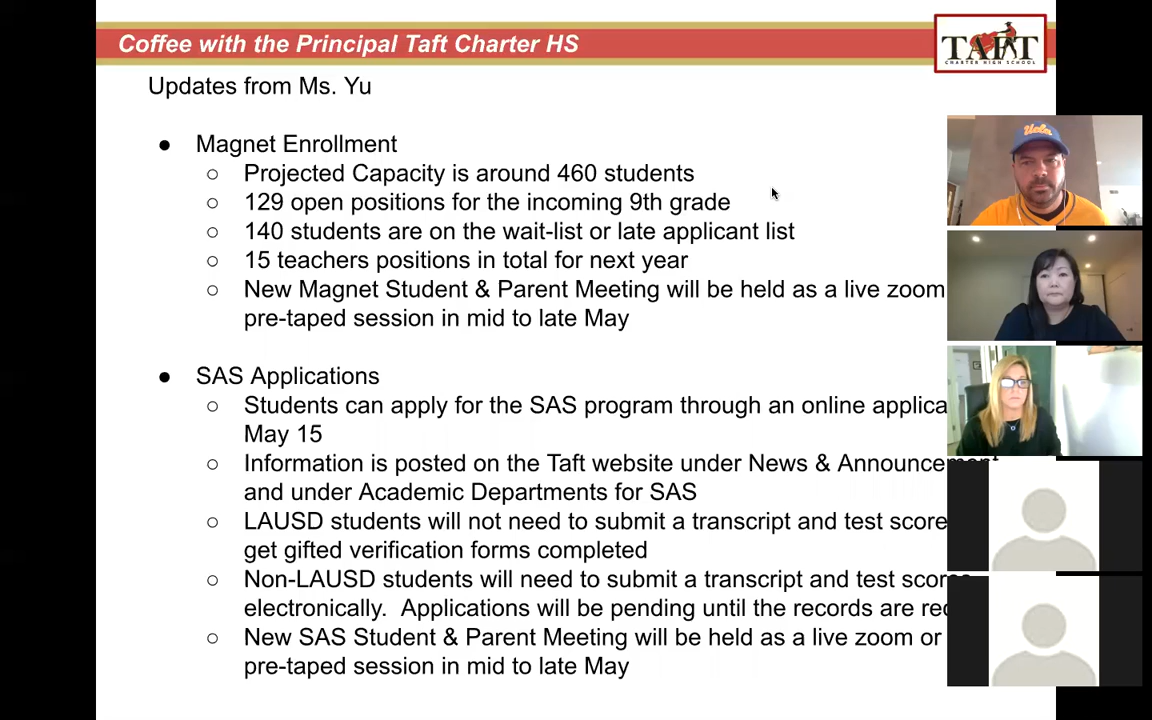 Coffee with the Principal Taft Charter HS
TAFT
CHARTER HIGH SCHOOL
Updates from Ms. Yu
● Magnet Enrollment
○ Projected Capacity is around 460 students
○ 129 open positions for the incoming 9th grade
○ 140 students are on the wait-list or late applicant list
○ 15 teachers positions in total for next year
○ New Magnet Student & Parent Meeting will be held as a live zoom
pre-taped session in mid to late May
● SAS Applications
○ Students can apply for the SAS program through an online applica
May 15
○ Information is posted on the Taft website under News & Announcement
and under Academic Departments for SAS
○ LAUSD students will not need to submit a transcript and test score
get gifted verification forms completed
○ Non-LAUSD students will need to submit a transcript and test scores
electronically. Applications will be pending until the records are rec
○ New SAS Student & Parent Meeting will be held as a live zoom or
pre-taped session in mid to late May
Ucla